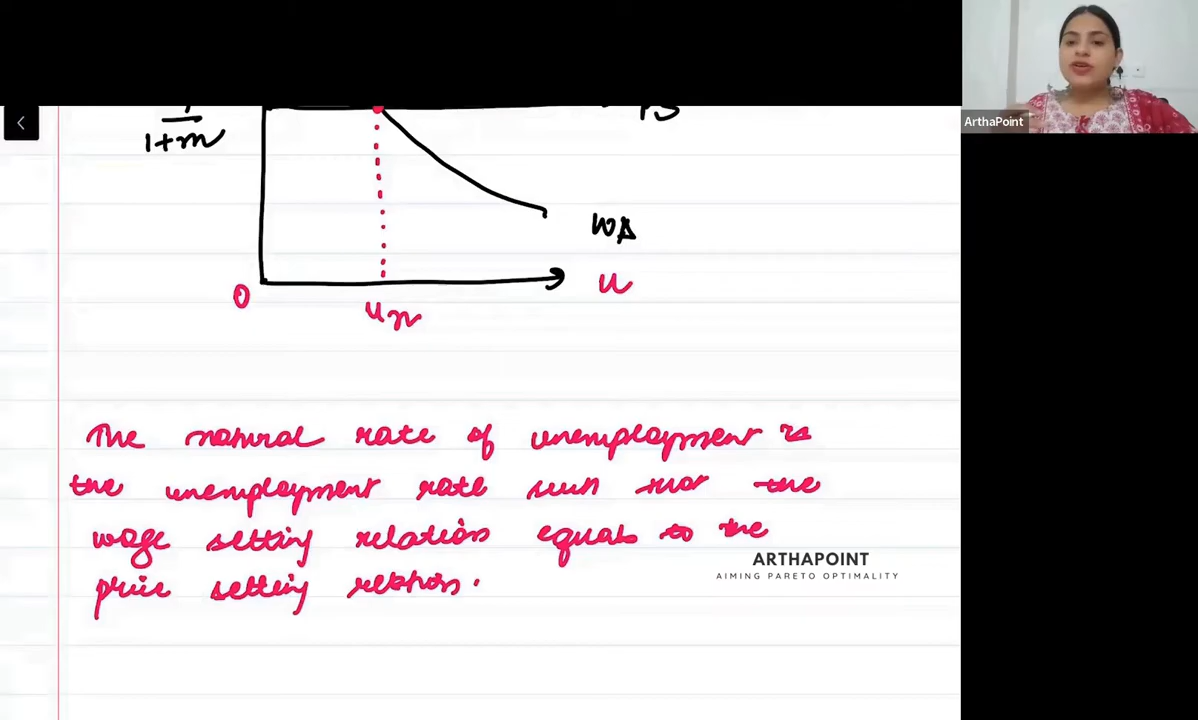 1+m
PS
WS
0
u
un
The natural rate of unemployment is
the unemployment rate such that the
wage setting relation equals to the
price setting relation.
ArthaPoint
ARTHAPOINT
AIMING PARETO OPTIMALITY